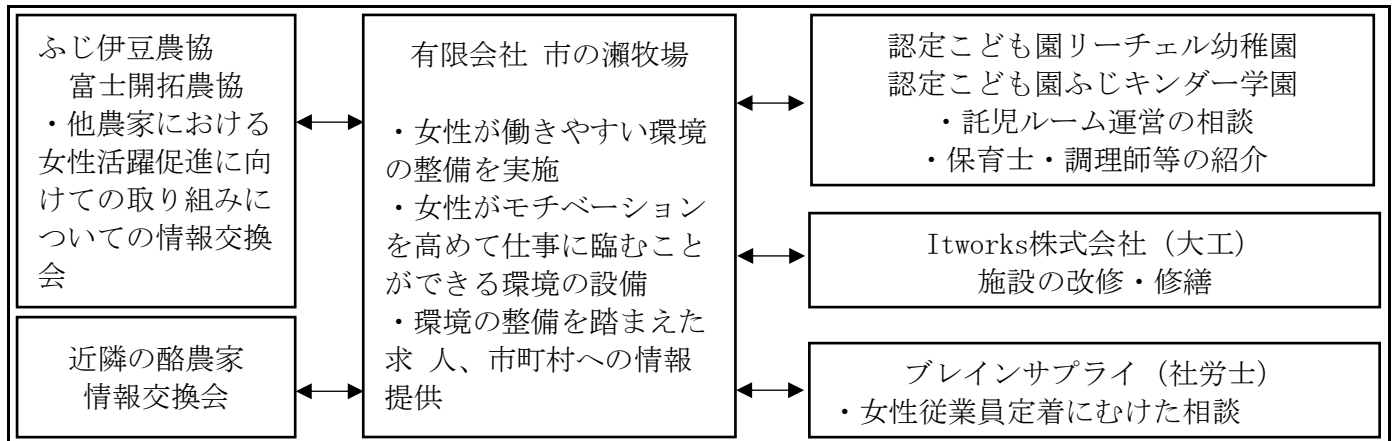 ふじ伊豆農協
富士開拓農協
・他農家における
女性活躍促進に向
けての取り組みに
ついての情報交換
会
近隣の酪農家
情報交換会
有限会社 市の瀬牧場
・女性が働きやすい環境
の整備を実施
・女性がモチベーション
を高めて仕事に臨むこと
ができる環境の設備
・環境の整備を踏まえた
求 人、市町村への情報
提供
認定こども園リーチェル幼稚園
認定こども園ふじキンダー学園
・託児ルーム運営の相談
・保育士・調理師等の紹介
Itworks株式会社（大工）
施設の改修・修繕
ブレインサプライ（社労士）
・女性従業員定着にむけた相談